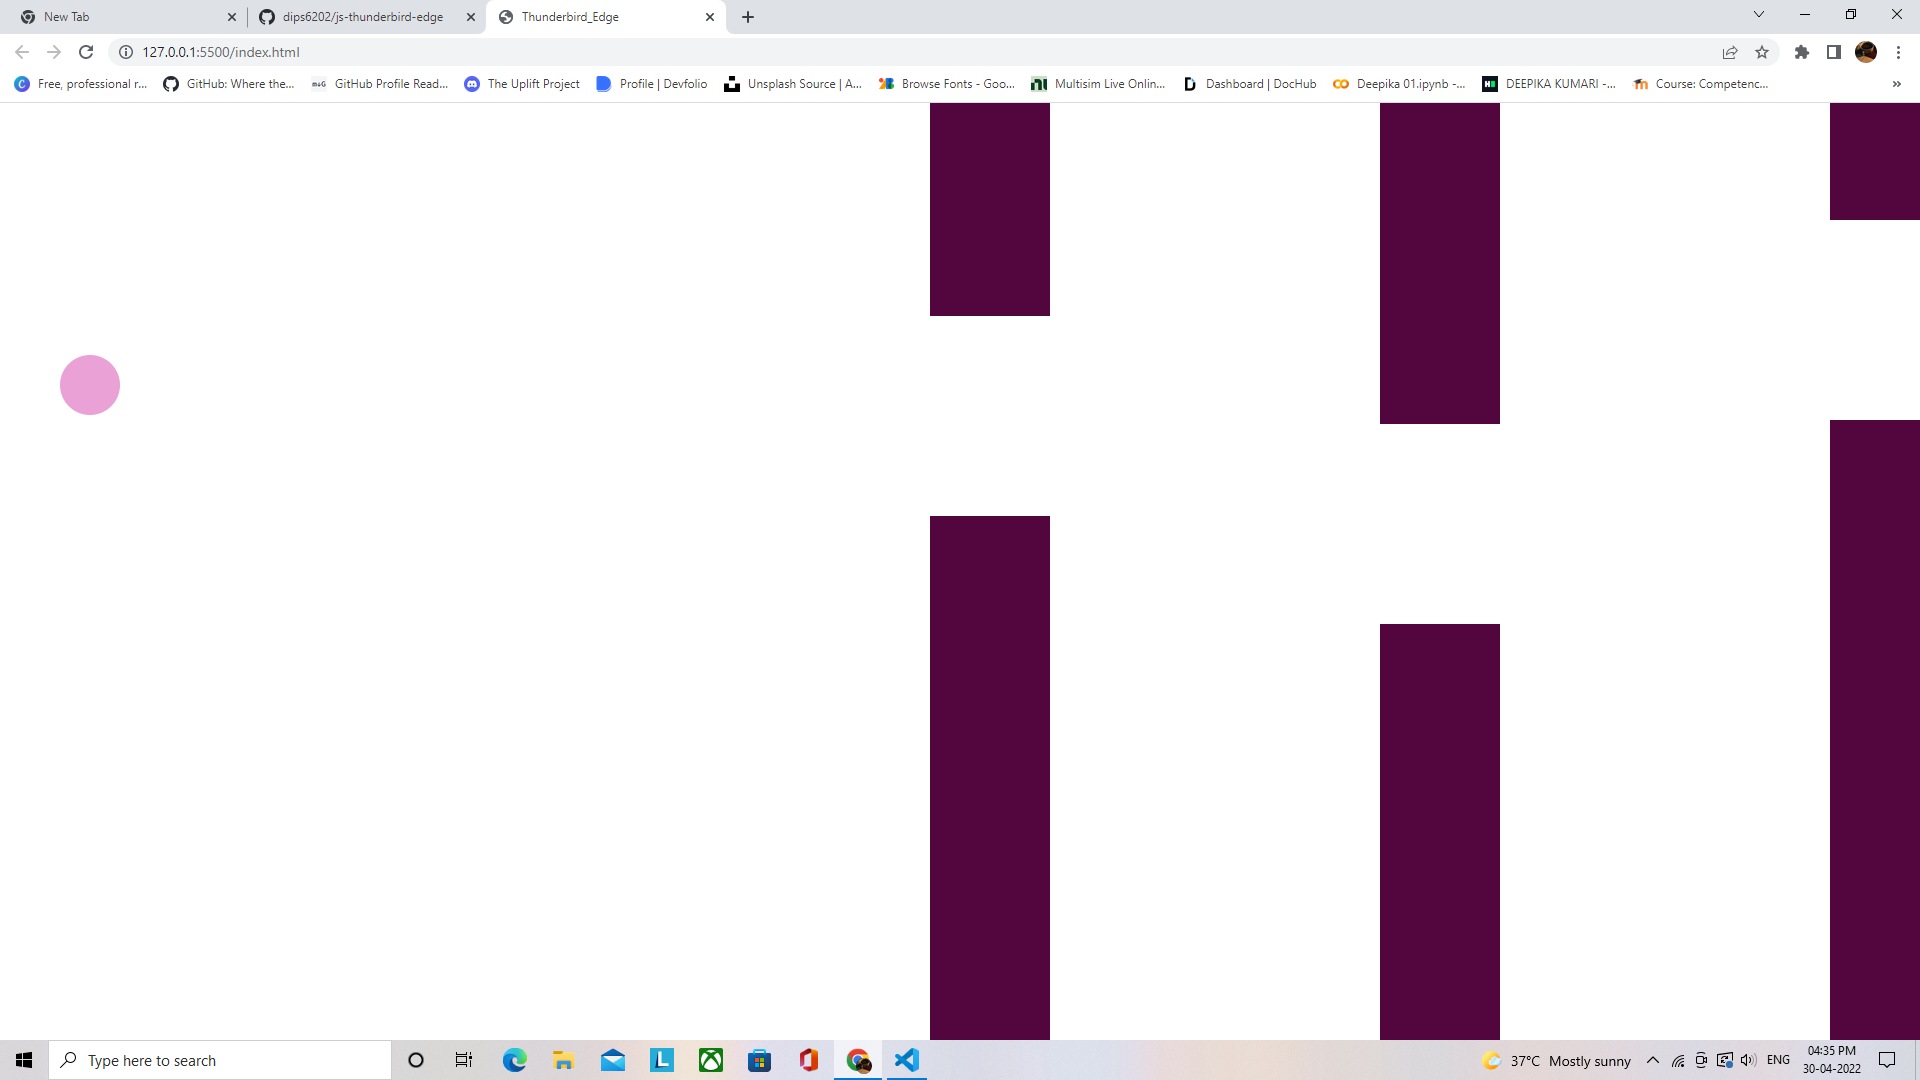 New Tab
dips6202/js-thunderbird-edge
Thunderbird_Edge
127.0.0.1:5500/index.html
Free, professional r...
GitHub: Where the...
GitHub Profile Read...
The Uplift Project
Profile | Devfolio
Unsplash Source | A...
Browse Fonts - Goo...
Multisim Live Onlin...
Dashboard | DocHub
Deepika 01.ipynb -...
DEEPIKA KUMARI -...
Course: Competenc...
Type here to search
37°C Mostly sunny
ENG
04:35 PM
30-04-2022